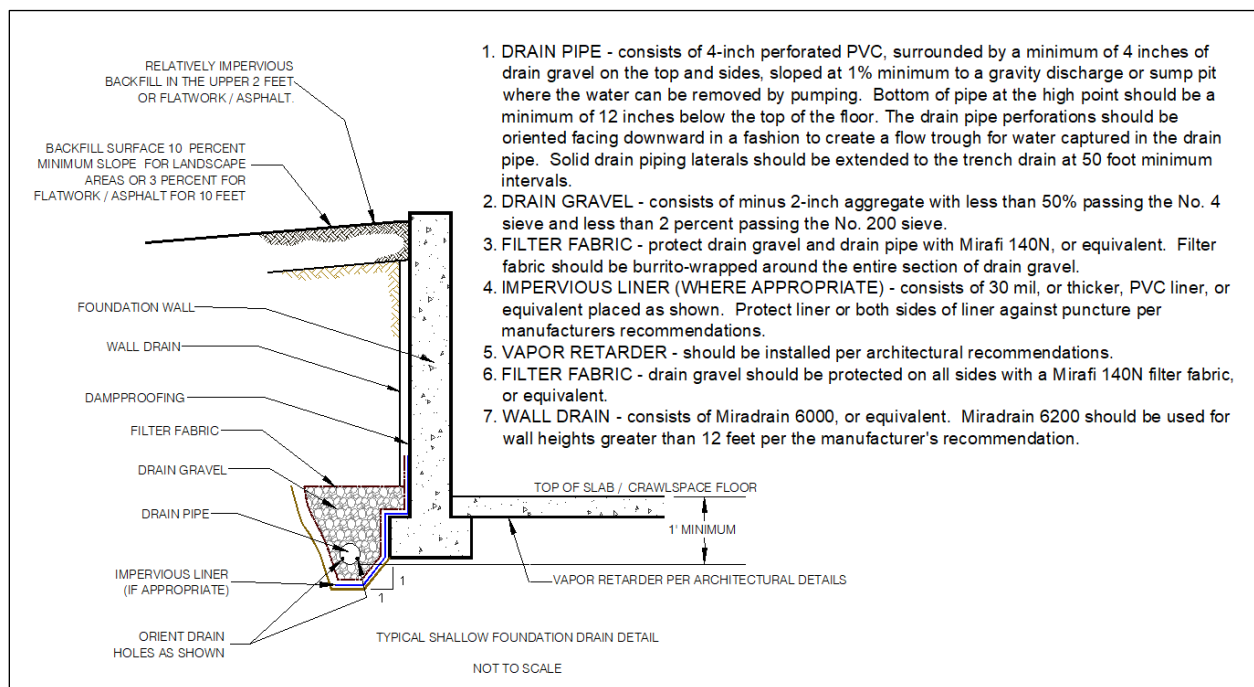 RELATIVELY IMPERVIOUS
BACKFILL IN THE UPPER 2 FEET
OR FLATWORK / ASPHALT.
BACKFILL SURFACE 10 PERCENT
MINIMUM SLOPE FOR LANDSCAPE
AREAS OR 3 PERCENT FOR
FLATWORK / ASPHALT FOR 10 FEET
FOUNDATION WALL
WALL DRAIN
DAMPPROOFING
FILTER FABRIC
DRAIN GRAVEL
DRAIN PIPE
IMPERVIOUS LINER
(IF APPROPRIATE)
ORIENT DRAIN
HOLES AS SHOWN
1. DRAIN PIPE - consists of 4-inch perforated PVC, surrounded by a minimum of 4 inches of
drain gravel on the top and sides, sloped at 1% minimum to a gravity discharge or sump pit
where the water can be removed by pumping. Bottom of pipe at the high point should be a
minimum of 12 inches below the top of the floor. The drain pipe perforations should be
oriented facing downward in a fashion to create a flow trough for water captured in the drain
pipe. Solid drain piping laterals should be extended to the trench drain at 50 foot minimum
intervals.
2. DRAIN GRAVEL - consists of minus 2-inch aggregate with less than 50% passing the No. 4
sieve and less than 2 percent passing the No. 200 sieve.
3. FILTER FABRIC - protect drain gravel and drain pipe with Mirafi 140N, or equivalent. Filter
fabric should be burrito-wrapped around the entire section of drain gravel.
4. IMPERVIOUS LINER (WHERE APPROPRIATE) - consists of 30 mil, or thicker, PVC liner, or
equivalent placed as shown. Protect liner or both sides of liner against puncture per
manufacturers recommendations.
5. VAPOR RETARDER - should be installed per architectural recommendations.
6. FILTER FABRIC - drain gravel should be protected on all sides with a Mirafi 140N filter fabric,
or equivalent.
7. WALL DRAIN - consists of Miradrain 6000, or equivalent. Miradrain 6200 should be used for
wall heights greater than 12 feet per the manufacturer's recommendation.
TOP OF SLAB / CRAWLSPACE FLOOR
1' MINIMUM
VAPOR RETARDER PER ARCHITECTURAL DETAILS
1
1
TYPICAL SHALLOW FOUNDATION DRAIN DETAIL
NOT TO SCALE